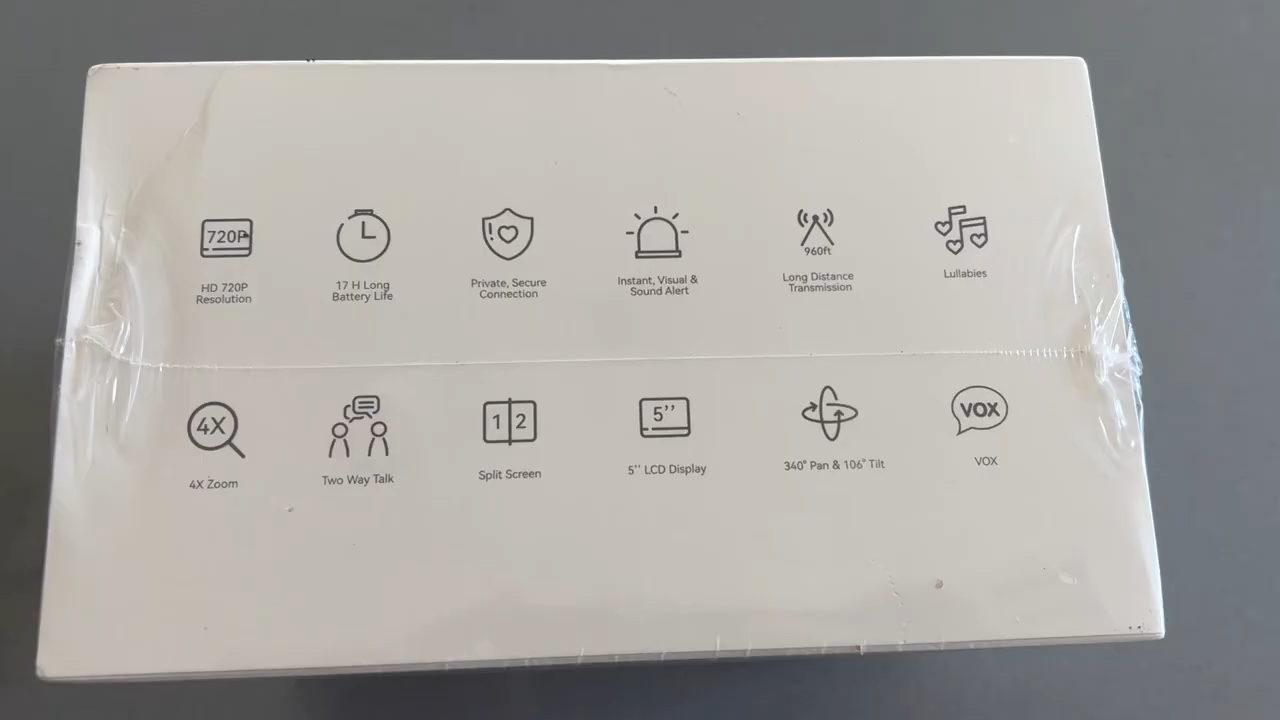 720P
HD 720P
Resolution
17 H Long
Battery Life
Private, Secure
Connection
Instant, Visual &
Sound Alert
960ft
Long Distance
Transmission
Lullabies
4X
4X Zoom
Two Way Talk
1 2
Split Screen
5''
5'' LCD Display
340° Pan & 106° Tilt
VOX
VOX